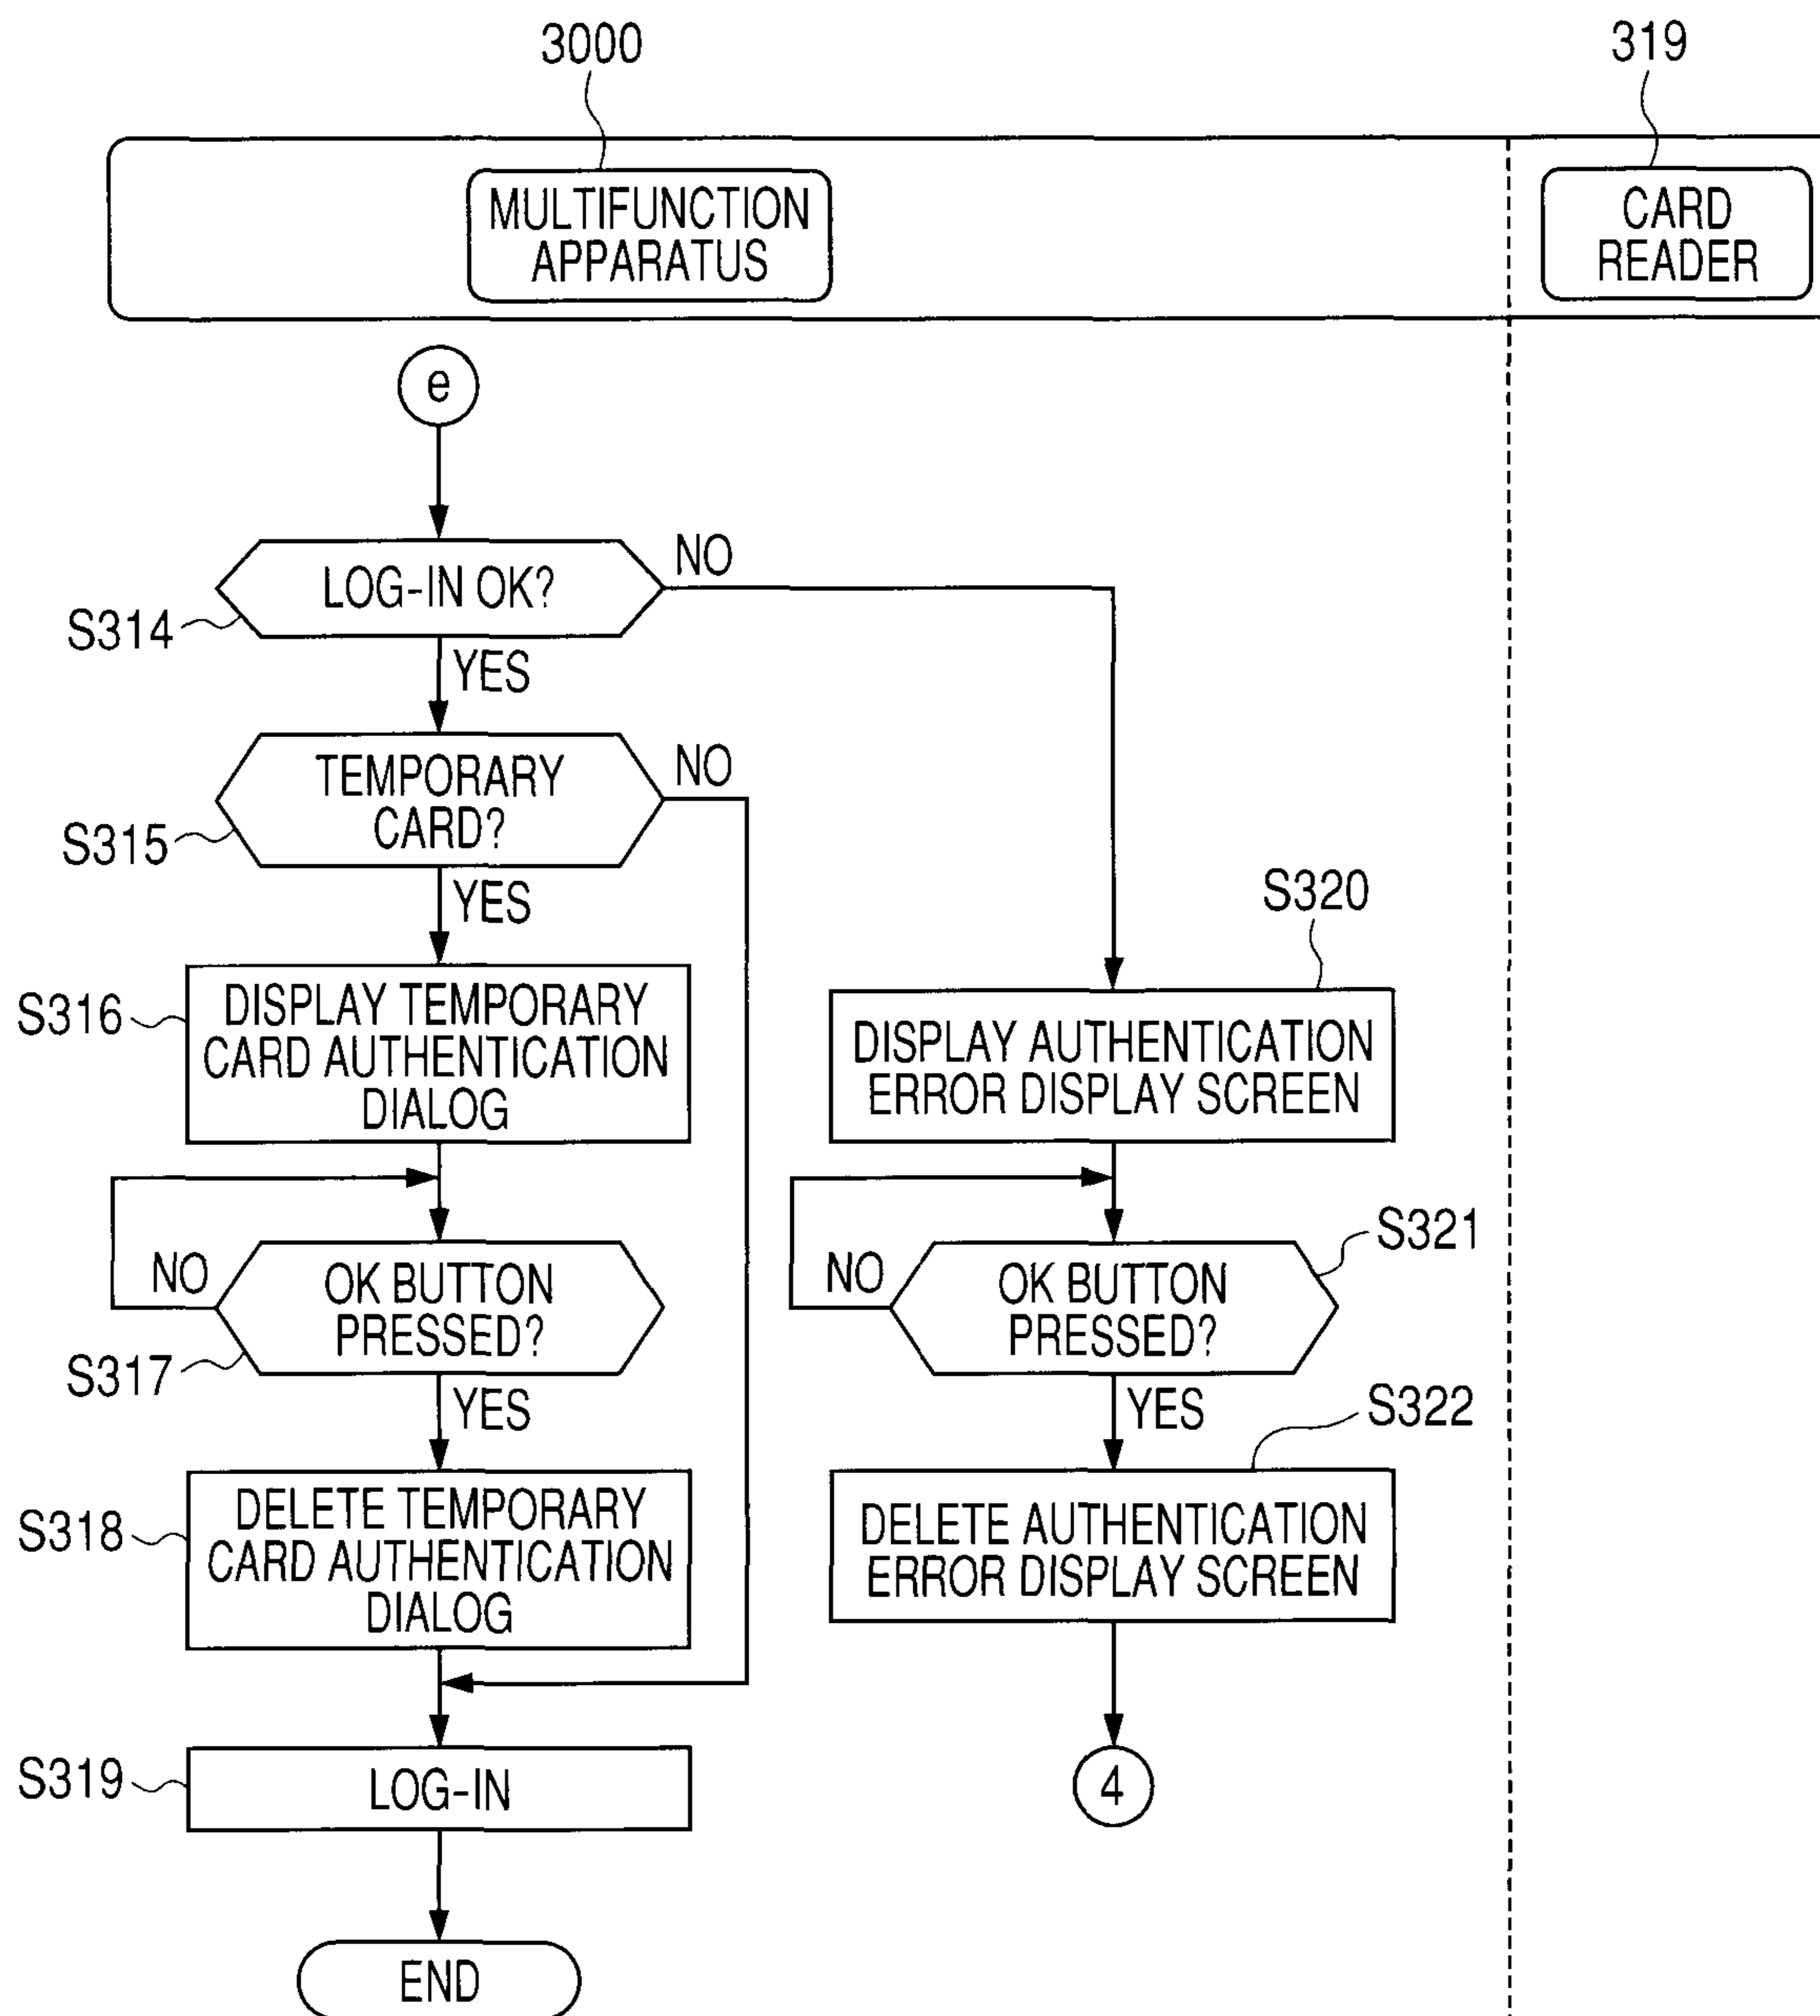 3000
319
MULTIFUNCTION
APPARATUS
CARD
READER
e
LOG-IN OK?
NO
S314
YES
TEMPORARY
CARD?
NO
S315
YES
S320
S316
DISPLAY TEMPORARY
CARD AUTHENTICATION
DIALOG
DISPLAY AUTHENTICATION
ERROR DISPLAY SCREEN
NO
OK BUTTON
PRESSED?
S317
YES
NO
OK BUTTON
PRESSED?
S321
YES
S322
S318
DELETE TEMPORARY
CARD AUTHENTICATION
DIALOG
DELETE AUTHENTICATION
ERROR DISPLAY SCREEN
S319
LOG-IN
4
END